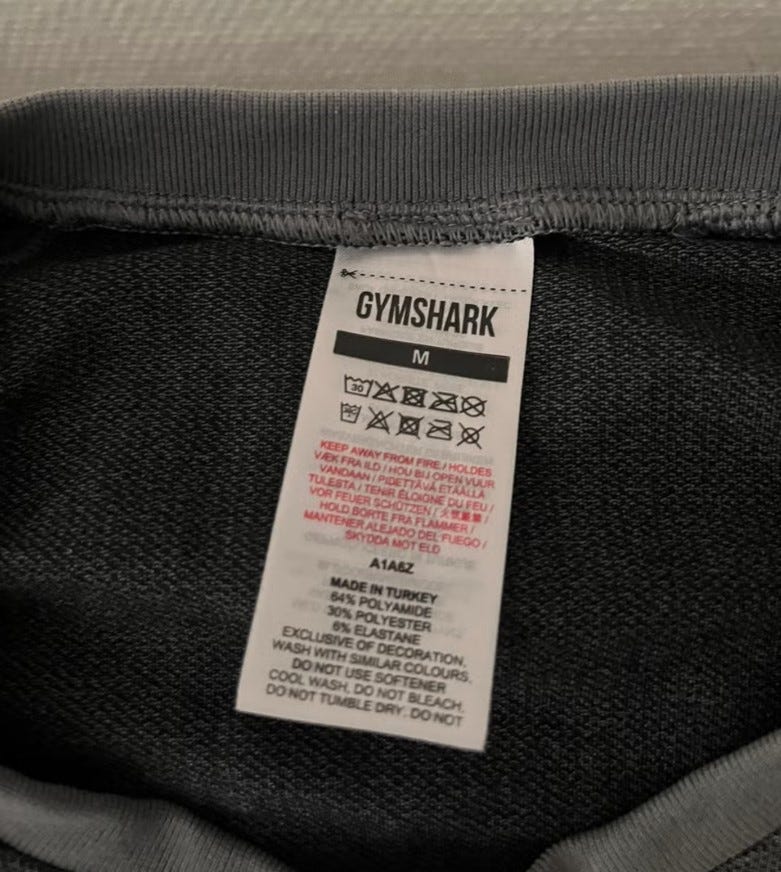 GYMSHARK
M
30
KEEP AWAY FROM FIRE / HOLDES
VÆK FRA ILD / HOU BIJ OPEN VUUR
VANDAAN / PIDETTÄVÄ ETÄÄLLÄ
TULESTA / TENIR ÉLOIGNÉ DU FEU /
VOR FEUER SCHÜTZEN /
HOLD BORTE FRA FLAMMER /
MANTENER ALEJADO DEL FUEGO /
SKYDDA MOT ELD
A1A6Z
MADE IN TURKEY
64% POLYAMIDE
30% POLYESTER
6% ELASTANE
EXCLUSIVE OF DECORATION.
WASH WITH SIMILAR COLOURS.
DO NOT USE SOFTENER
COOL WASH. DO NOT BLEACH.
DO NOT TUMBLE DRY. DO NOT